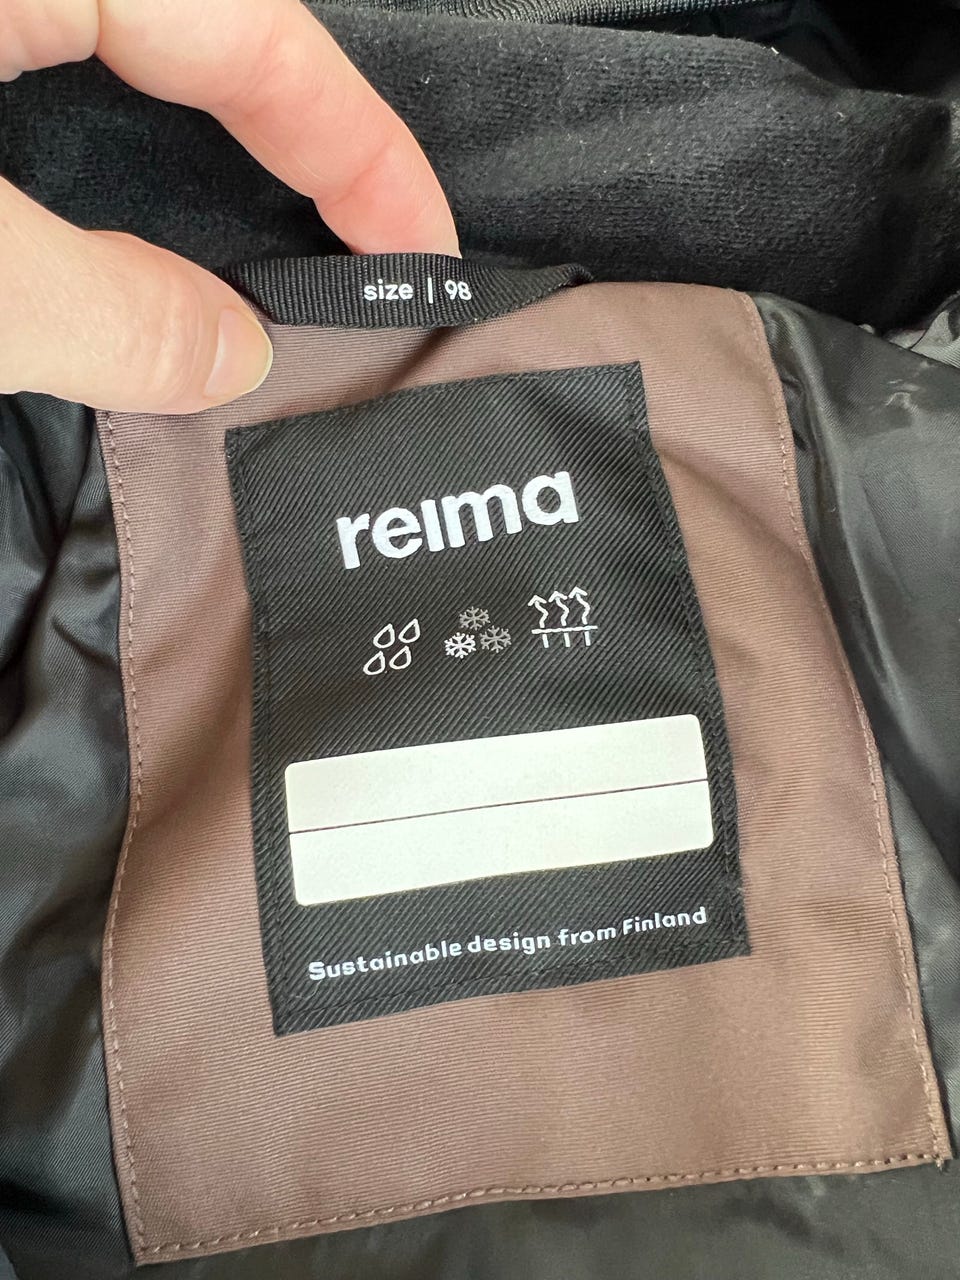 size | 98
reima
Sustainable design from Finland